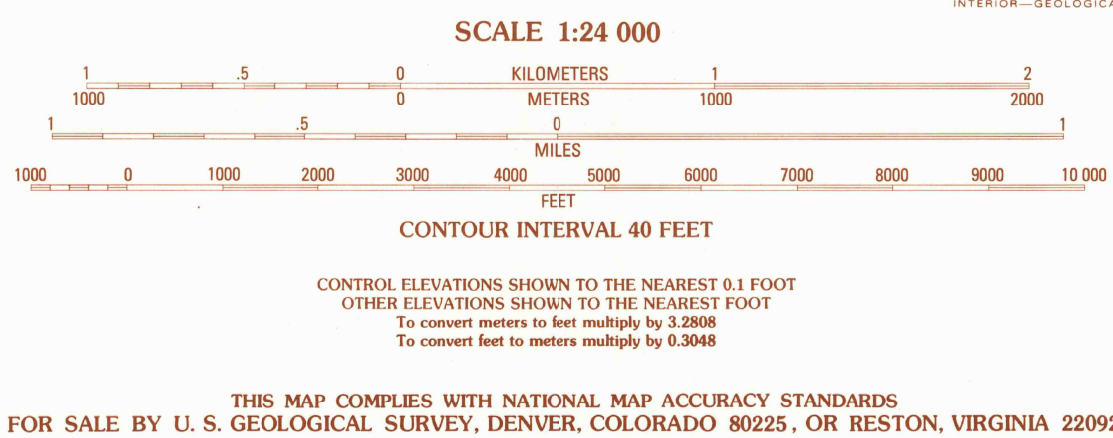 INTERIOR—GEOLOGICA
SCALE 1:24 000
1 .5 0 KILOMETERS 1 2
1000 0 METERS 1000 2000
1 .5 0 1
MILES
1000 0 1000 2000 3000 4000 5000 6000 7000 8000 9000 10 000
FEET
CONTOUR INTERVAL 40 FEET
CONTROL ELEVATIONS SHOWN TO THE NEAREST 0.1 FOOT
OTHER ELEVATIONS SHOWN TO THE NEAREST FOOT
To convert meters to feet multiply by 3.2808
To convert feet to meters multiply by 0.3048
THIS MAP COMPLIES WITH NATIONAL MAP ACCURACY STANDARDS
FOR SALE BY U. S. GEOLOGICAL SURVEY, DENVER, COLORADO 80225, OR RESTON, VIRGINIA 22092